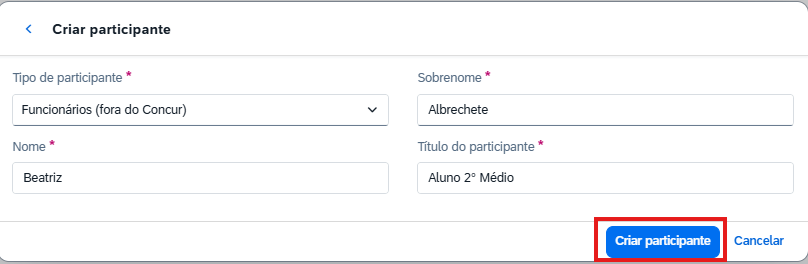 Criar participante
Tipo de participante * Sobrenome *
Funcionários (fora do Concur) Albrechete
Nome * Título do participante *
Beatriz Aluno 2º Médio
Criar participante Cancelar